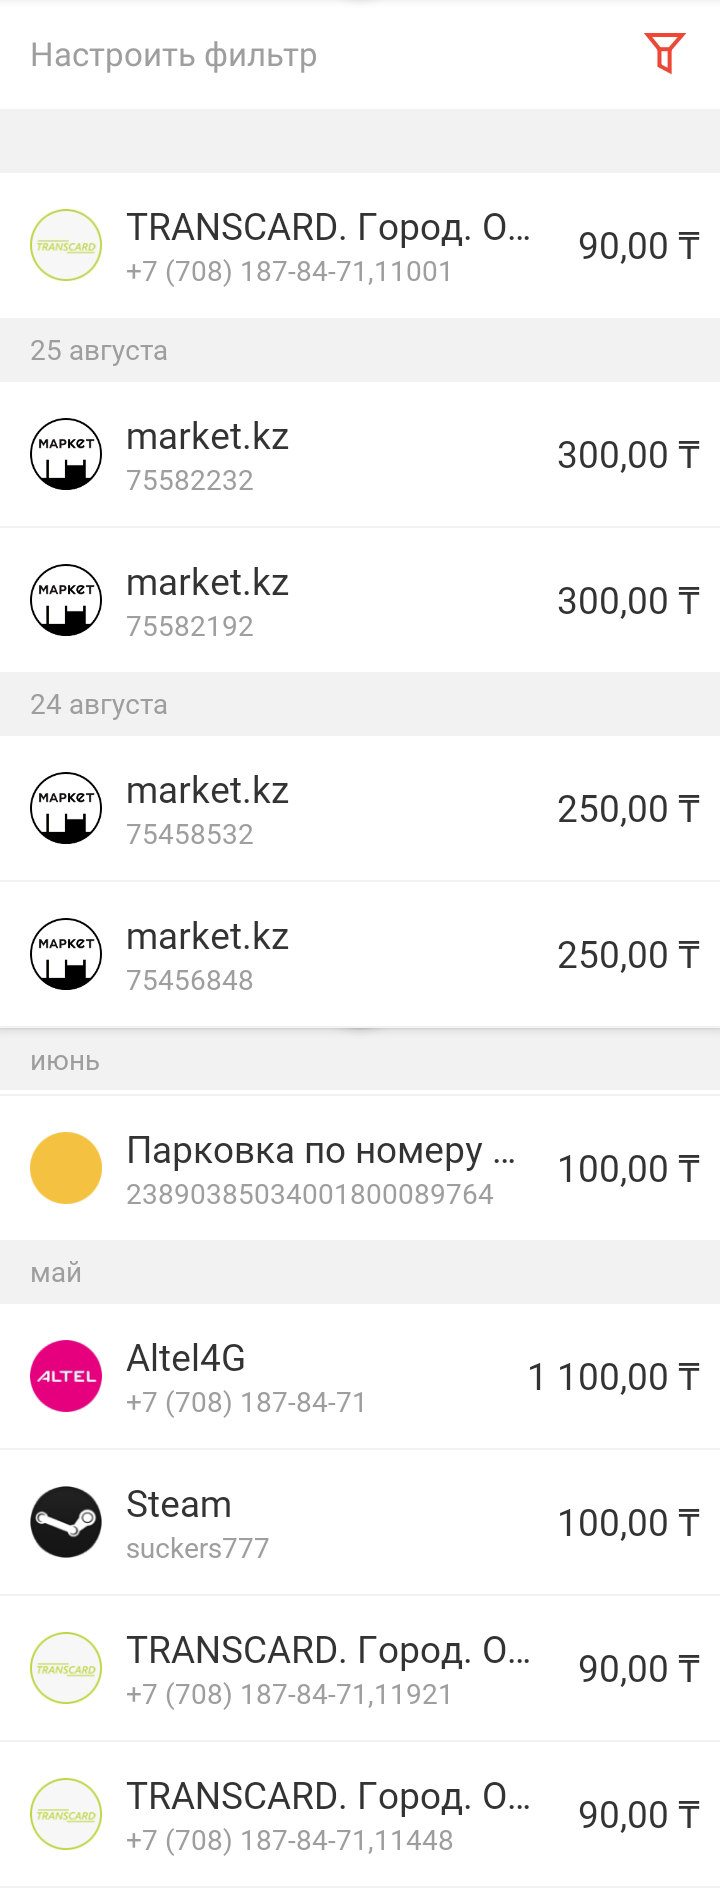 Настроить фильтр
TRANSCARD
TRANSCARD. Город. О...
90,00 ₸
+7 (708) 187-84-71,11001
25 августа
МАРКЕТ
market.kz
300,00 ₸
75582232
МАРКЕТ
market.kz
300,00 ₸
75582192
24 августа
МАРКЕТ
market.kz
250,00 ₸
75458532
МАРКЕТ
market.kz
250,00 ₸
75456848
июнь
Парковка по номеру ...
100,00 ₸
23890385034001800089764
май
ALTEL
Altel4G
1 100,00 ₸
+7 (708) 187-84-71
Steam
100,00 ₸
suckers777
TRANSCARD
TRANSCARD. Город. О...
90,00 ₸
+7 (708) 187-84-71,11921
TRANSCARD
TRANSCARD. Город. О...
90,00 ₸
+7 (708) 187-84-71,11448